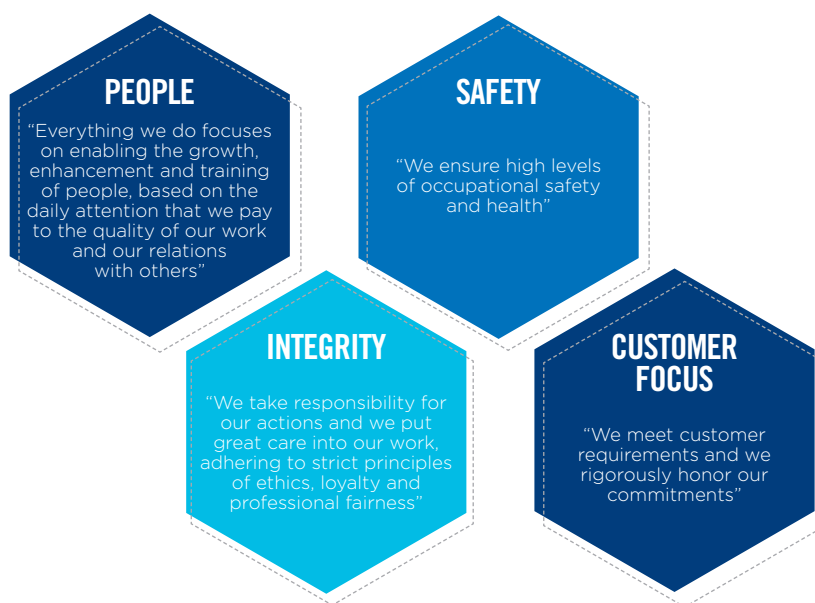 PEOPLE
“Everything we do focuses
on enabling the growth,
enhancement and training
of people, based on the
daily attention that we pay
to the quality of our work
and our relations
with others”
SAFETY
“We ensure high levels
of occupational safety
and health”
INTEGRITY
“We take responsibility for
our actions and we put
great care into our work,
adhering to strict principles
of ethics, loyalty and
professional fairness”
CUSTOMER
FOCUS
“We meet customer
requirements and we
rigorously honor our
commitments”